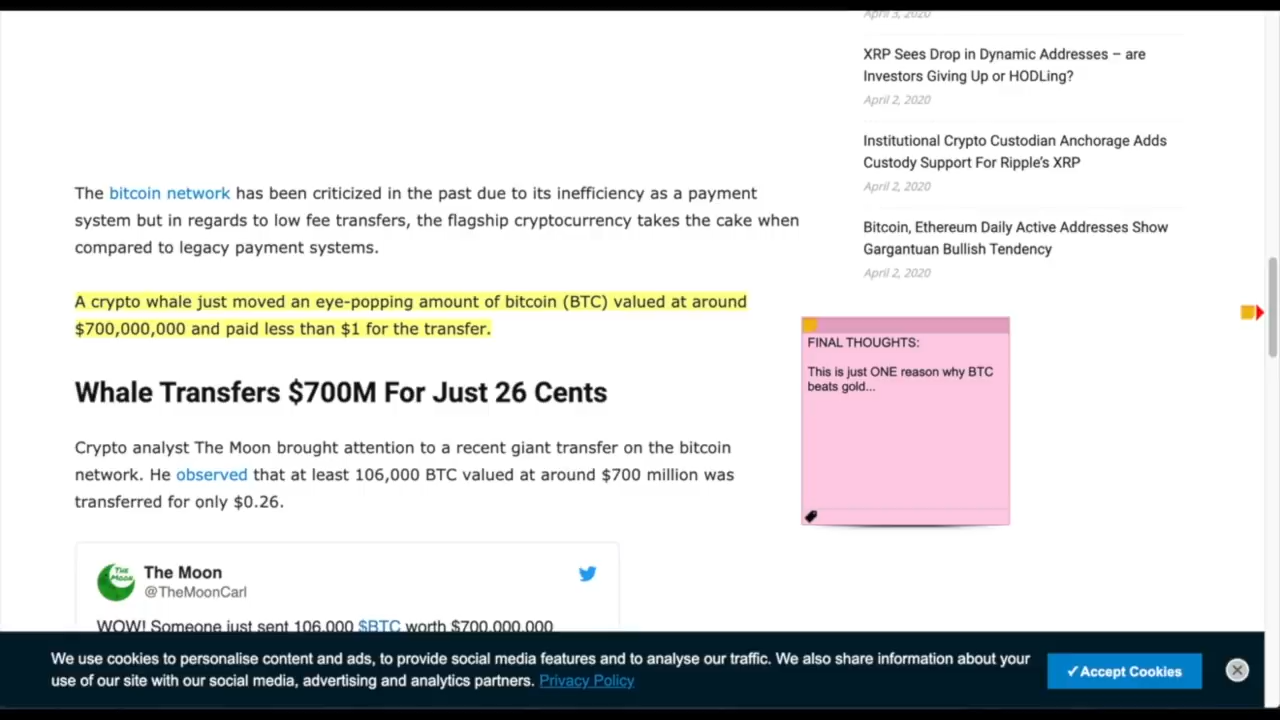 The bitcoin network has been criticized in the past due to its inefficiency as a payment
system but in regards to low fee transfers, the flagship cryptocurrency takes the cake when
compared to legacy payment systems.
A crypto whale just moved an eye-popping amount of bitcoin (BTC) valued at around
$700,000,000 and paid less than $1 for the transfer.
Whale Transfers $700M For Just 26 Cents
Crypto analyst The Moon brought attention to a recent giant transfer on the bitcoin
network. He observed that at least 106,000 BTC valued at around $700 million was
transferred for only $0.26.
THE
MOON
The Moon
@TheMoonCarl
WOW! Someone just sent 106,000 $BTC worth $700,000,000
April 3, 2020
XRP Sees Drop in Dynamic Addresses – are
Investors Giving Up or HODLing?
April 2, 2020
Institutional Crypto Custodian Anchorage Adds
Custody Support For Ripple's XRP
April 2, 2020
Bitcoin, Ethereum Daily Active Addresses Show
Gargantuan Bullish Tendency
April 2, 2020
FINAL THOUGHTS:
This is just ONE reason why BTC
beats gold...
We use cookies to personalise content and ads, to provide social media features and to analyse our traffic. We also share information about your
use of our site with our social media, advertising and analytics partners. Privacy Policy
✓Accept Cookies